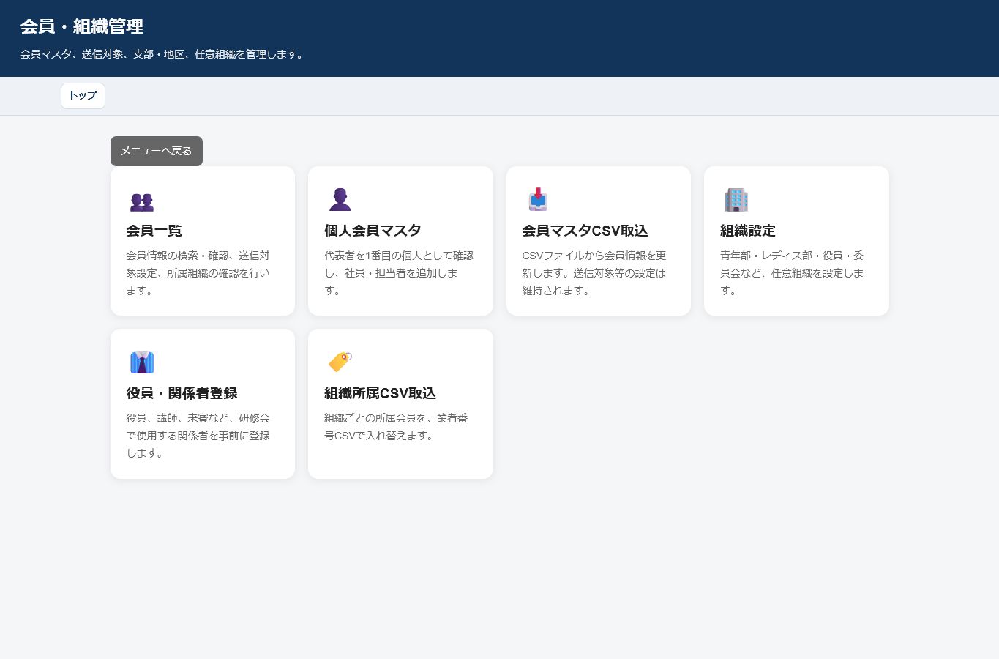 会員・組織管理
会員マスタ、送信対象、支部・地区、任意組織を管理します。
トップ
メニューへ戻る
会員一覧
会員情報の検索・確認、送信対
象設定、所属組織の確認を行い
ます。
個人会員マスタ
代表者を1番目の個人として確認
し、社員・担当者を追加しま
す。
会員マスタCSV取込
CSVファイルから会員情報を更
新します。送信対象等の設定は
維持されます。
組織設定
青年部・レディス部・役員・委
員会など、任意組織を設定しま
す。
役員・関係者登録
役員、講師、来賓など、研修会
で使用する関係者を事前に登録
します。
組織所属CSV取込
組織ごとの所属会員を、業者番
号CSVで入れ替えます。